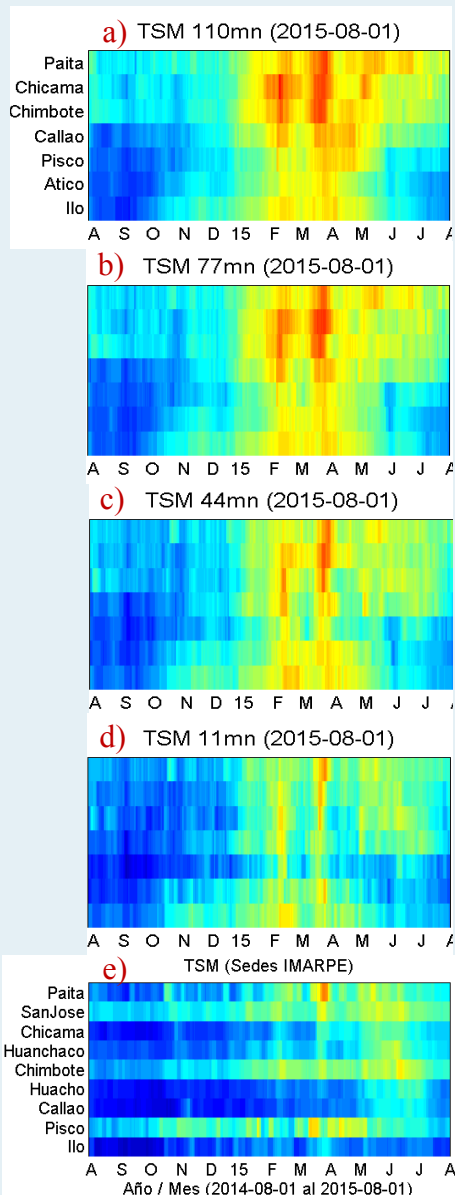 a) TSM 110mn (2015-08-01)
Paita
Chicama
Chimbote
Callao
Pisco
Atico
Ilo
A S O N D 15 F M A M J J A
b) TSM 77mn (2015-08-01)
A S O N D 15 F M A M J J A
c) TSM 44mn (2015-08-01)
A S O N D 15 F M A M J J A
d) TSM 11mn (2015-08-01)
A S O N D 15 F M A M J J A
e) TSM (Sedes IMARPE)
Paita
SanJose
Chicama
Huanchaco
Chimbote
Huacho
Callao
Pisco
Ilo
A S O N D 15 F M A M J J A
Año / Mes (2014-08-01 al 2015-08-01)